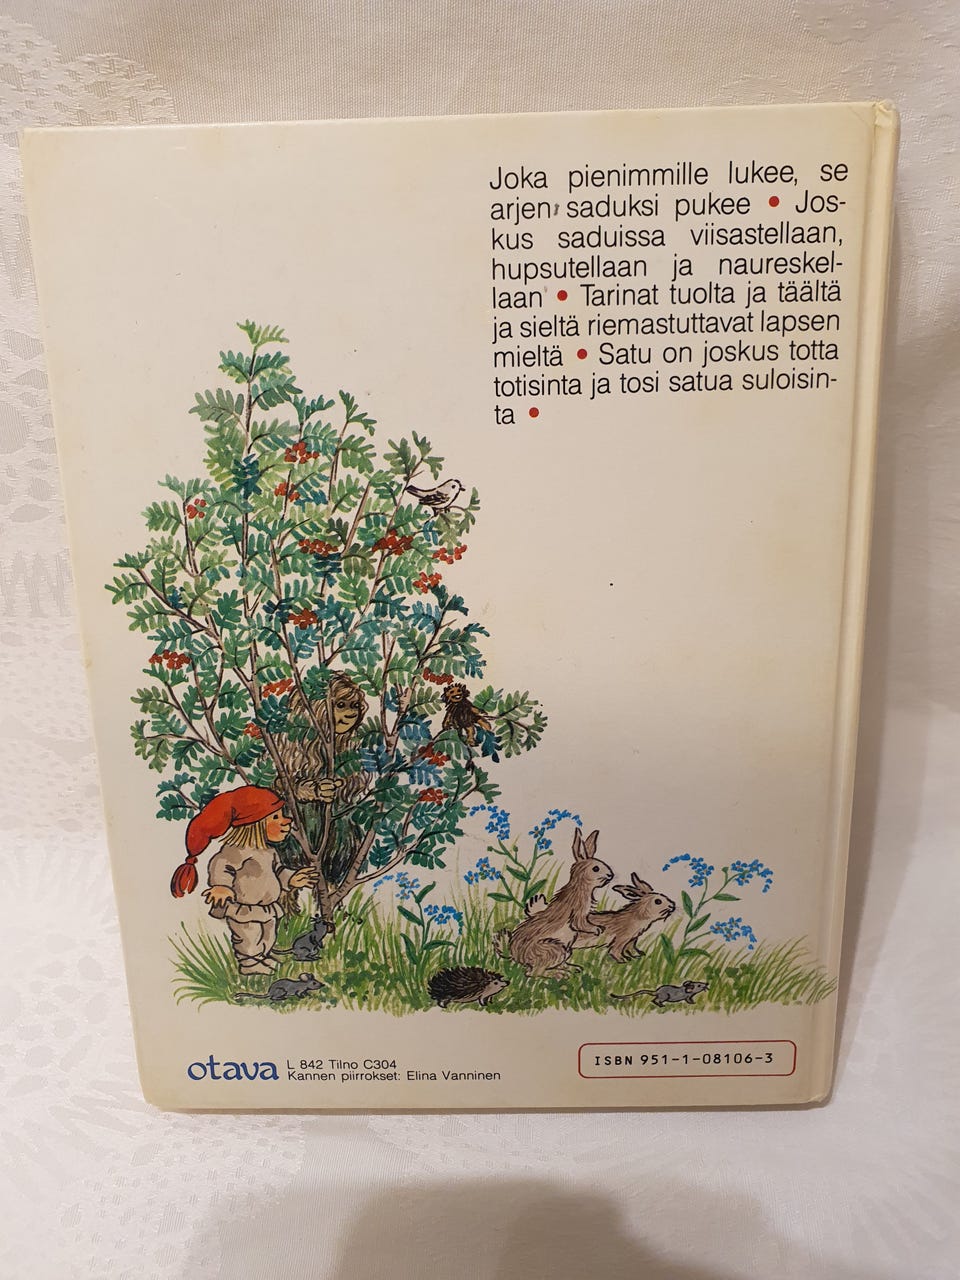 Joka pienimmille lukee, se
arjen saduksi pukee • Jos-
kus saduissa viisastellaan,
hupsutellaan ja naureskel-
laan • Tarinat tuolta ja täältä
ja sieltä riemastuttavat lapsen
mieltä • Satu on joskus totta
totisinta ja tosi satua suloisin-
ta •
otava L 842 Tilno C304
Kannen piirrokset: Elina Vanninen
ISBN 951-1-08106-3